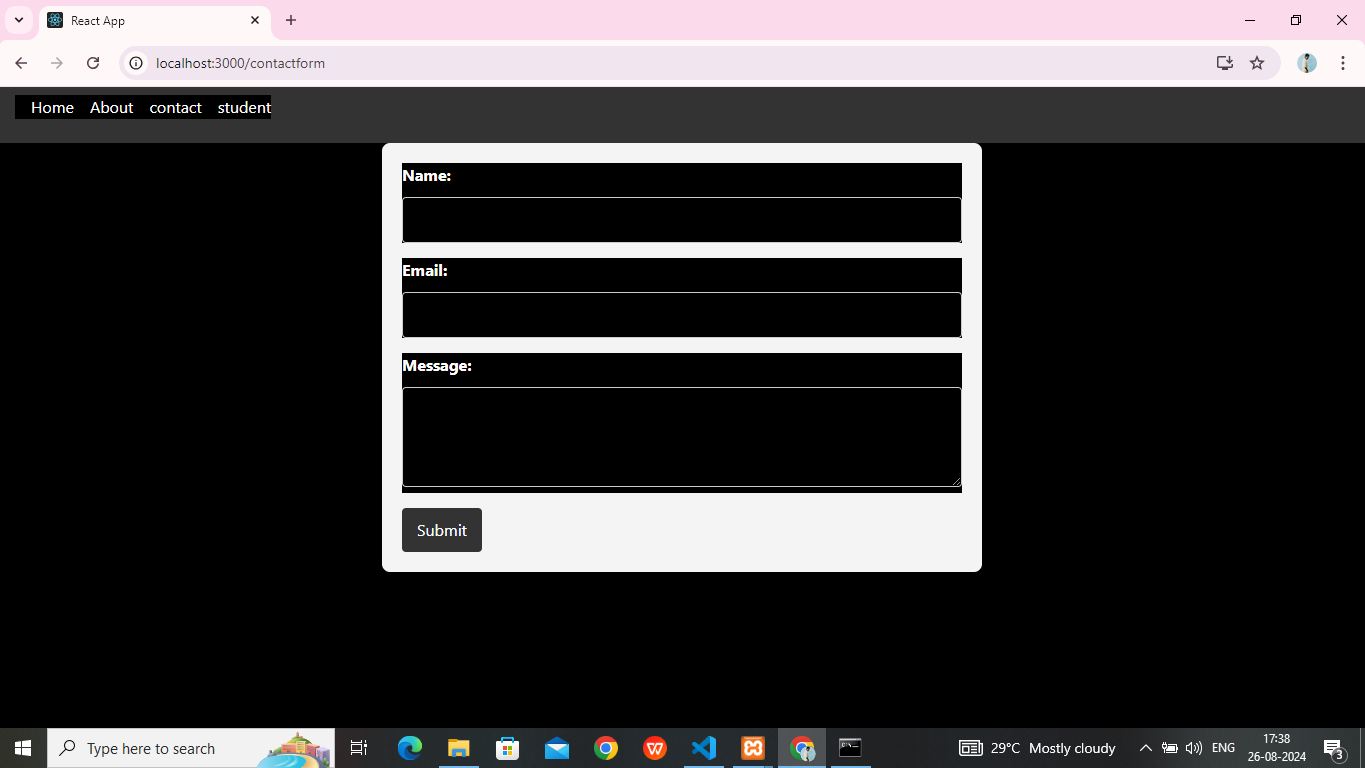 React App
localhost:3000/contactform
Home About contact student
Name:
Email:
Message:
Submit
Type here to search
29°C Mostly cloudy
ENG
17:38
26-08-2024
3